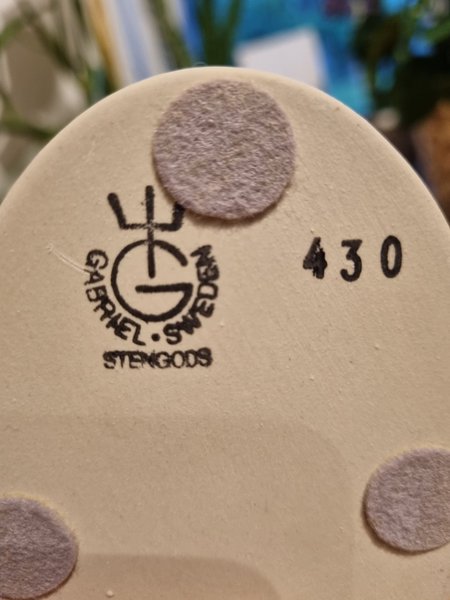 G
GABRIEL · SWEDEN
STENGODS
430